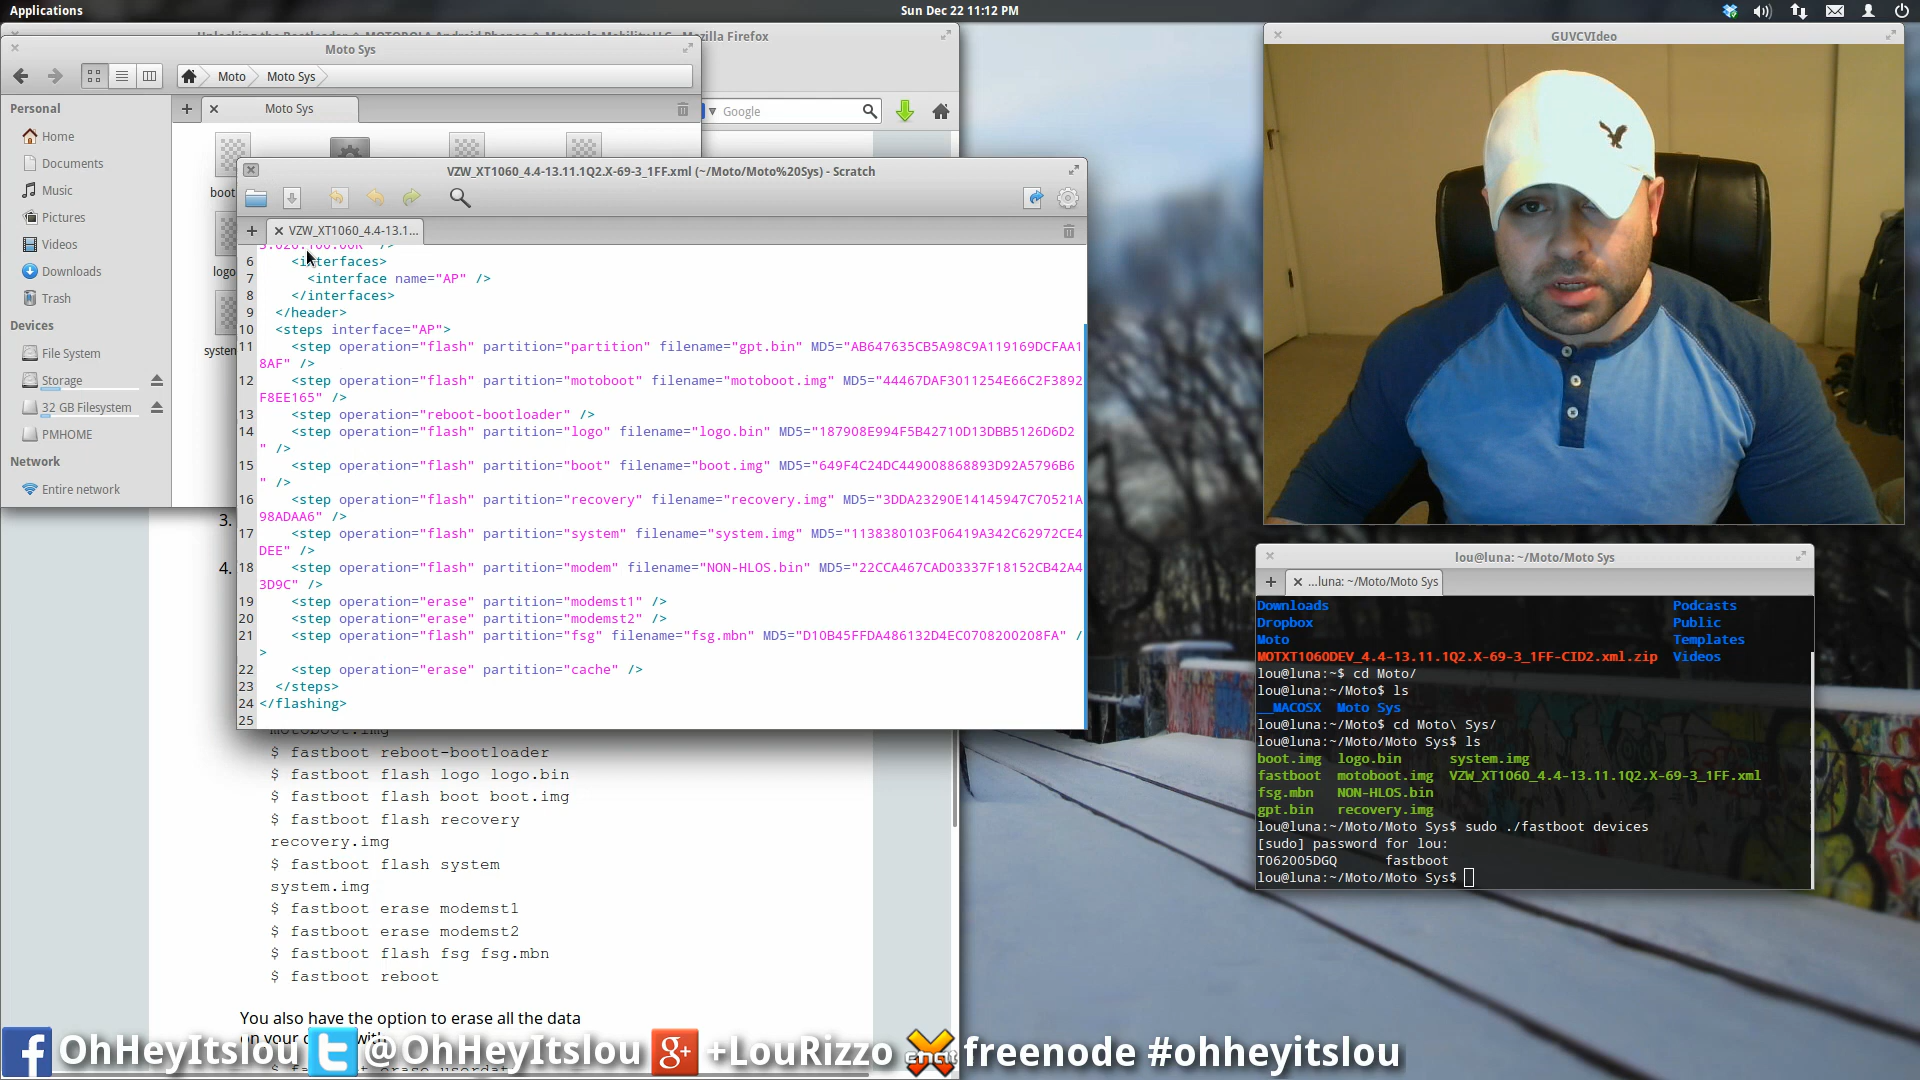 Applications
Sun Dec 22 11:12 PM
Mozilla Firefox
Moto Sys
Moto
Moto Sys
Personal
Home
Documents
Music
Pictures
Videos
Downloads
Trash
Devices
File System
Storage
32 GB Filesystem
PMHOME
Network
Entire network
Moto Sys
Google
boot
logo
system
VZW_XT1060_4.4-13.11.1Q2.X-69-3_1FF.xml (~/Moto/Moto%20Sys) - Scratch
VZW_XT1060_4.4-13.1...
6 <interfaces>
7 <interface name="AP" />
8 </interfaces>
9 </header>
10 <steps interface="AP">
11 <step operation="flash" partition="partition" filename="gpt.bin" MD5="AB647635CB5A98C9A119169DCFAA1
8AF" />
12 <step operation="flash" partition="motoboot" filename="motoboot.img" MD5="44467DAF3011254E66C2F3892
F8EE165" />
13 <step operation="reboot-bootloader" />
14 <step operation="flash" partition="logo" filename="logo.bin" MD5="187908E994F5B42710D13DBB5126D6D2
" />
15 <step operation="flash" partition="boot" filename="boot.img" MD5="649F4C24DC449008868893D92A5796B6
" />
16 <step operation="flash" partition="recovery" filename="recovery.img" MD5="3DDA23290E14145947C70521A
98ADAA6" />
17 <step operation="flash" partition="system" filename="system.img" MD5="1138380103F06419A342C62972CE4
DEE" />
18 <step operation="flash" partition="modem" filename="NON-HLOS.bin" MD5="22CCA467CAD03337F18152CB42A4
3D9C" />
19 <step operation="erase" partition="modemst1" />
20 <step operation="erase" partition="modemst2" />
21 <step operation="flash" partition="fsg" filename="fsg.mbn" MD5="D10B45FFDA486132D4EC0708200208FA" /
>
22 <step operation="erase" partition="cache" />
23 </steps>
24 </flashing>
25
3.
4.
motoboot.img
$ fastboot reboot-bootloader
$ fastboot flash logo logo.bin
$ fastboot flash boot boot.img
$ fastboot flash recovery
recovery.img
$ fastboot flash system
system.img
$ fastboot erase modemst1
$ fastboot erase modemst2
$ fastboot flash fsg fsg.mbn
$ fastboot reboot
You also have the option to erase all the data
GUVCVIdeo
lou@luna: ~/Moto/Moto Sys
...luna: ~/Moto/Moto Sys
Downloads Podcasts
Dropbox Public
Moto Templates
MOTXT1060DEV_4.4-13.11.1Q2.X-69-3_1FF-CID2.xml.zip Videos
lou@luna:~$ cd Moto/
lou@luna:~/Moto$ ls
__MACOSX Moto Sys
lou@luna:~/Moto$ cd Moto\ Sys/
lou@luna:~/Moto/Moto Sys$ ls
boot.img logo.bin system.img
fastboot motoboot.img VZW_XT1060_4.4-13.11.1Q2.X-69-3_1FF.xml
fsg.mbn NON-HLOS.bin
gpt.bin recovery.img
lou@luna:~/Moto/Moto Sys$ sudo ./fastboot devices
[sudo] password for lou:
T062005DGQ fastboot
lou@luna:~/Moto/Moto Sys$
OhHeyItslou @OhHeyItslou +LouRizzo freenode #ohheyitslou